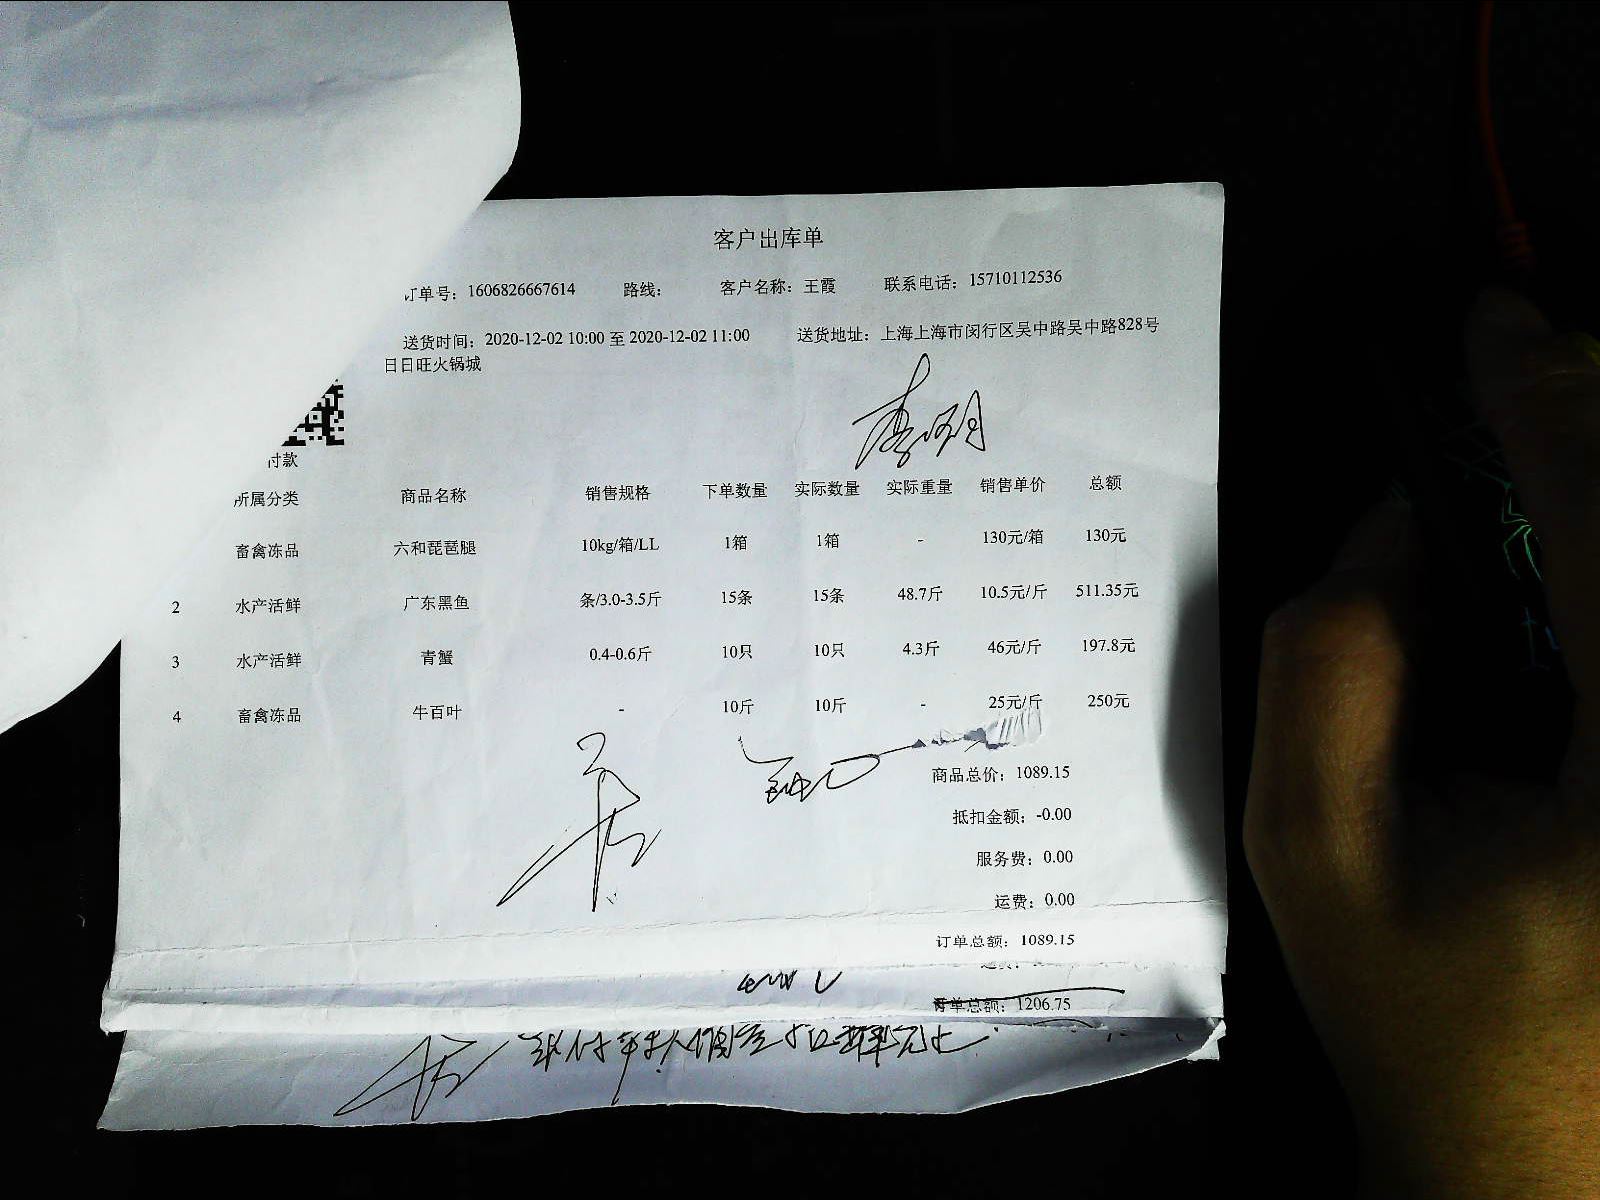 客户出库单
订单号：1606826667614 路线： 客户名称：王霞 联系电话：15710112536
送货时间：2020-12-02 10:00 至 2020-12-02 11:00 送货地址：上海上海市闵行区吴中路吴中路828号
日日旺火锅城
李明
付款
所属分类 商品名称 销售规格 下单数量 实际数量 实际重量 销售单价 总额
畜禽冻品 六和琵琶腿 10kg/箱/LL 1箱 1箱 - 130元/箱 130元
2 水产活鲜 广东黑鱼 条/3.0-3.5斤 15条 15条 48.7斤 10.5元/斤 511.35元
3 水产活鲜 青蟹 0.4-0.6斤 10只 10只 4.3斤 46元/斤 197.8元
4 畜禽冻品 牛百叶 - 10斤 10斤 - 25元/斤 250元
商品总价：1089.15
抵扣金额：-0.00
服务费：0.00
运费：0.00
订单总额：1089.15
订单总额：1206.75